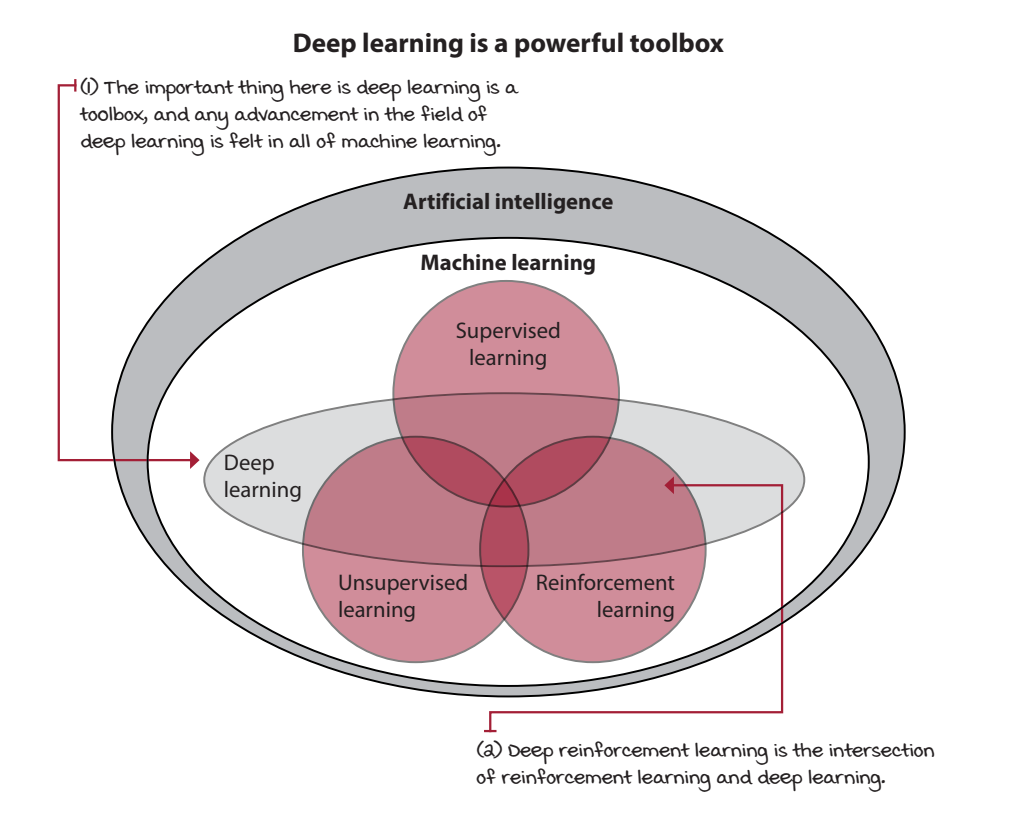 Deep learning is a powerful toolbox
(1) The important thing here is deep learning is a
toolbox, and any advancement in the field of
deep learning is felt in all of machine learning.
Artificial intelligence
Machine learning
Supervised
learning
Deep
learning
Unsupervised
learning
Reinforcement
learning
(2) Deep reinforcement learning is the intersection
of reinforcement learning and deep learning.